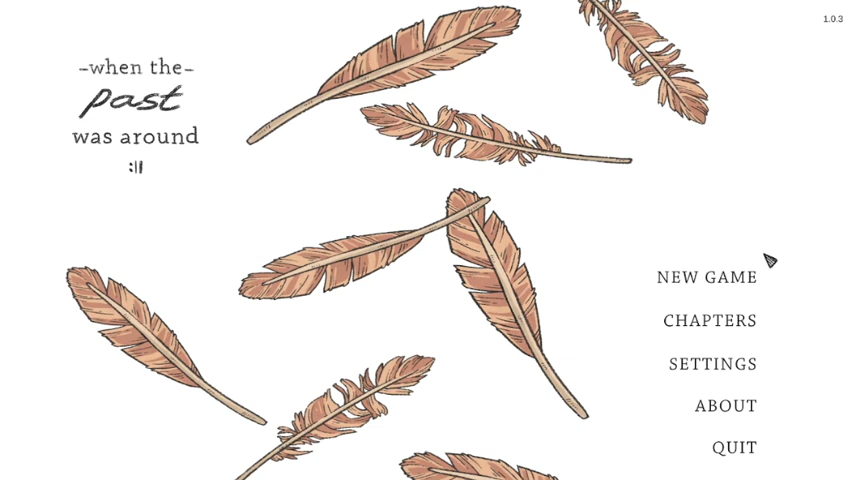 1.0.3
-when the-
past
was around
:||
NEW GAME
CHAPTERS
SETTINGS
ABOUT
QUIT